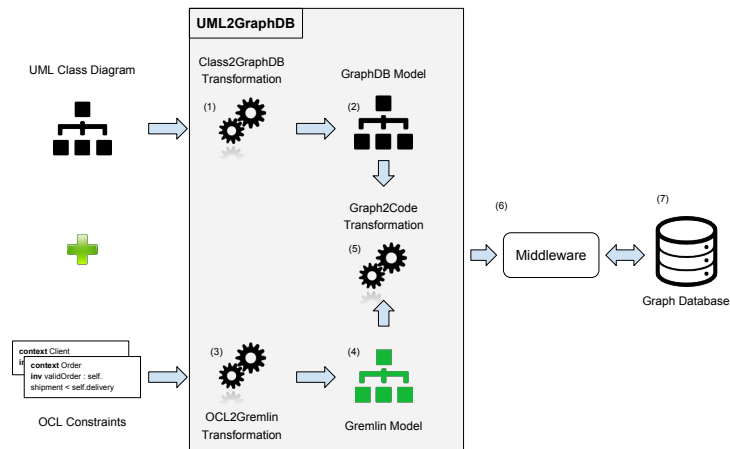 UML2GraphDB
UML Class Diagram
Class2GraphDB
Transformation
(1)
GraphDB Model
(2)
Graph2Code
Transformation
(5)
(6)
Middleware
(7)
Graph Database
context Client
context Order
inv validOrder : self.
shipment < self.delivery
OCL Constraints
(3)
OCL2Gremlin
Transformation
(4)
Gremlin Model